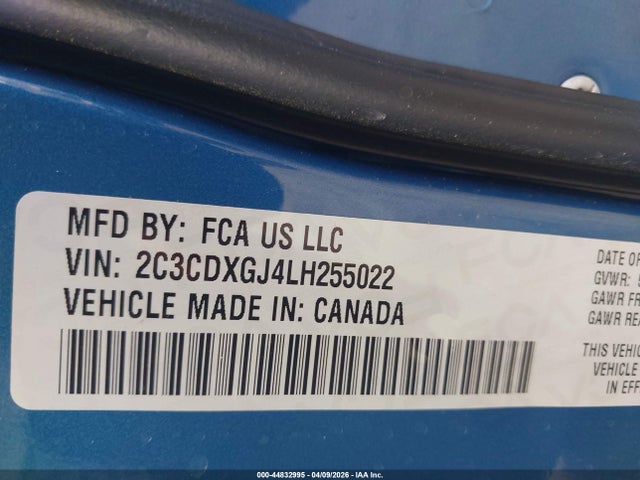 MFD BY: FCA US LLC
VIN: 2C3CDXGJ4LH255022
VEHICLE MADE IN: CANADA
DATE OF
GVWR:
GAWR FR
GAWR REA
THIS VEHIC
VEHICLE
IN EFF
000-44832995 - 04/09/2026 - IAA Inc.